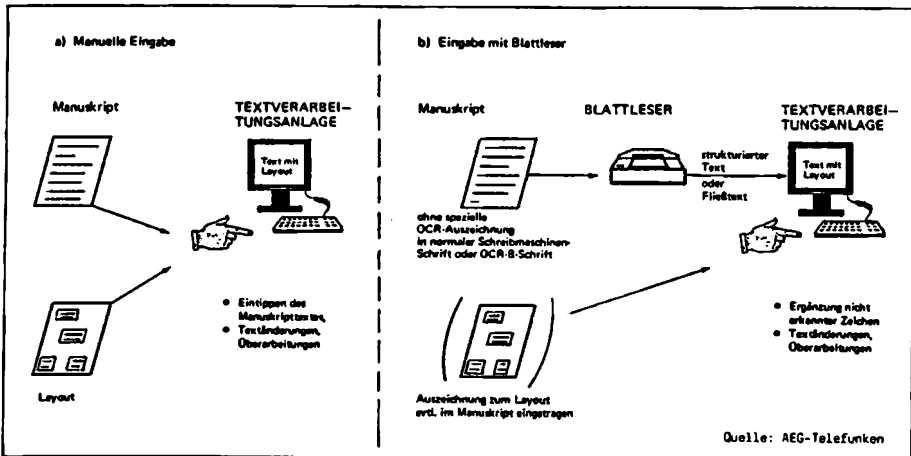 a) Manuelle Eingabe
Manuskript
TEXTVERARBEI-
TUNGSANLAGE
Text mit
Layout
• Eintippen des
Manuskripttextes,
• Textänderungen,
Überarbeitungen
Layout
b) Eingabe mit Blattleser
Manuskript
BLATTLESER
TEXTVERARBEI-
TUNGSANLAGE
Text mit
Layout
strukturierter
Text
oder
Fließtext
ohne spezielle
OCR-Auszeichnung
in normaler Schreibmaschinen-
Schrift oder OCR-B-Schrift
• Ergänzung nicht
erkannter Zeichen
• Textänderungen,
Überarbeitungen
Auszeichnung zum Layout
evtl. im Manuskript eingetragen
Quelle: AEG-Telefunken